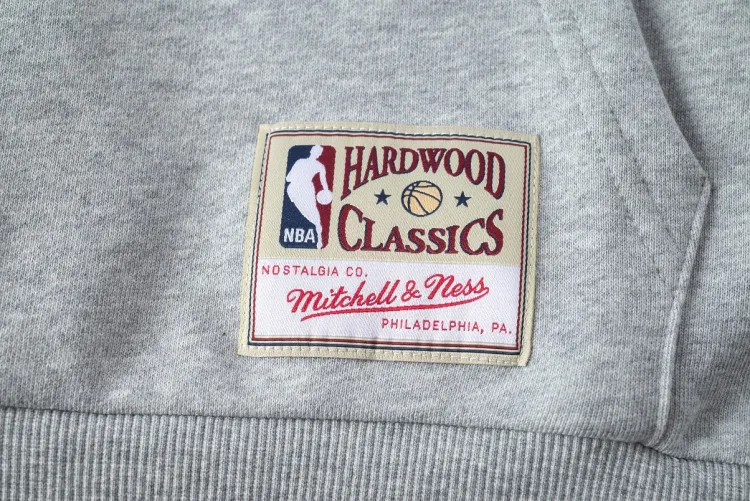 HARDWOOD
CLASSICS
NBA
NOSTALGIA CO.
Mitchell & Ness
PHILADELPHIA, PA.